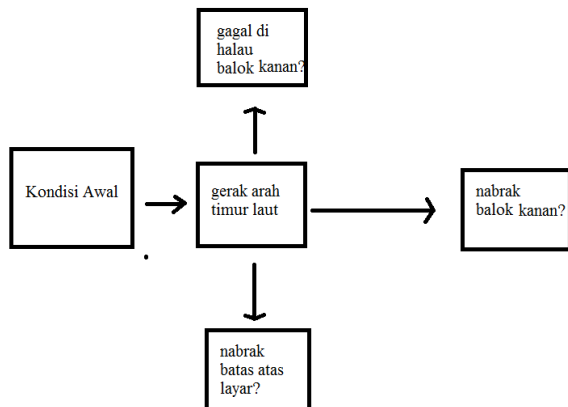 gagal di
halau
balok kanan?
Kondisi Awal
gerak arah
timur laut
nabrak
balok kanan?
nabrak
batas atas
layar?